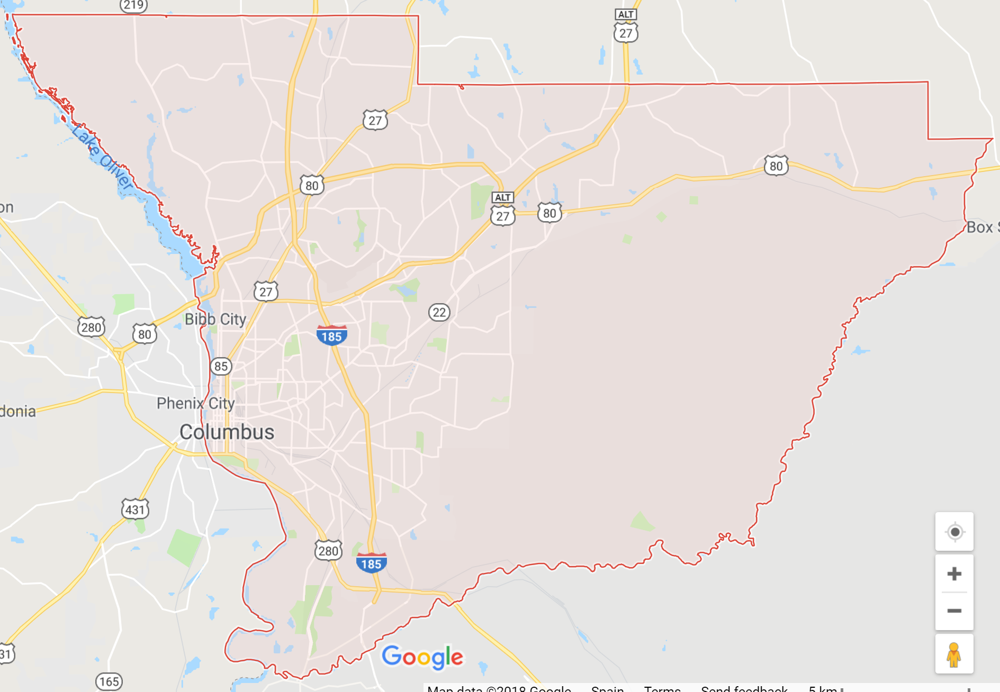 219
ALT
27
27
Lake Oliver
80
80
ALT
27
80
on
Box S
27
22
Bibb City
280
80
185
85
Phenix City
donia
Columbus
431
280
185
31
Google
165
Map data ©2018 Google Spain Terms Send feedback 5 km